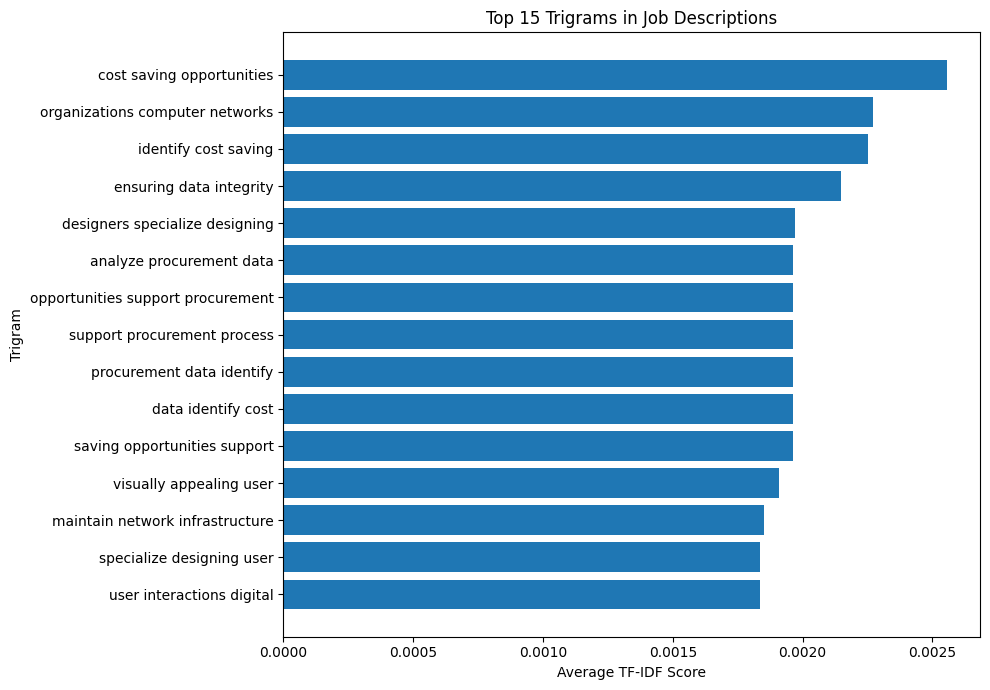 Top 15 Trigrams in Job Descriptions
cost saving opportunities
organizations computer networks
identify cost saving
ensuring data integrity
designers specialize designing
analyze procurement data
opportunities support procurement
support procurement process
procurement data identify
data identify cost
saving opportunities support
visually appealing user
maintain network infrastructure
specialize designing user
user interactions digital
Trigram
0.0000 0.0005 0.0010 0.0015 0.0020 0.0025
Average TF-IDF Score